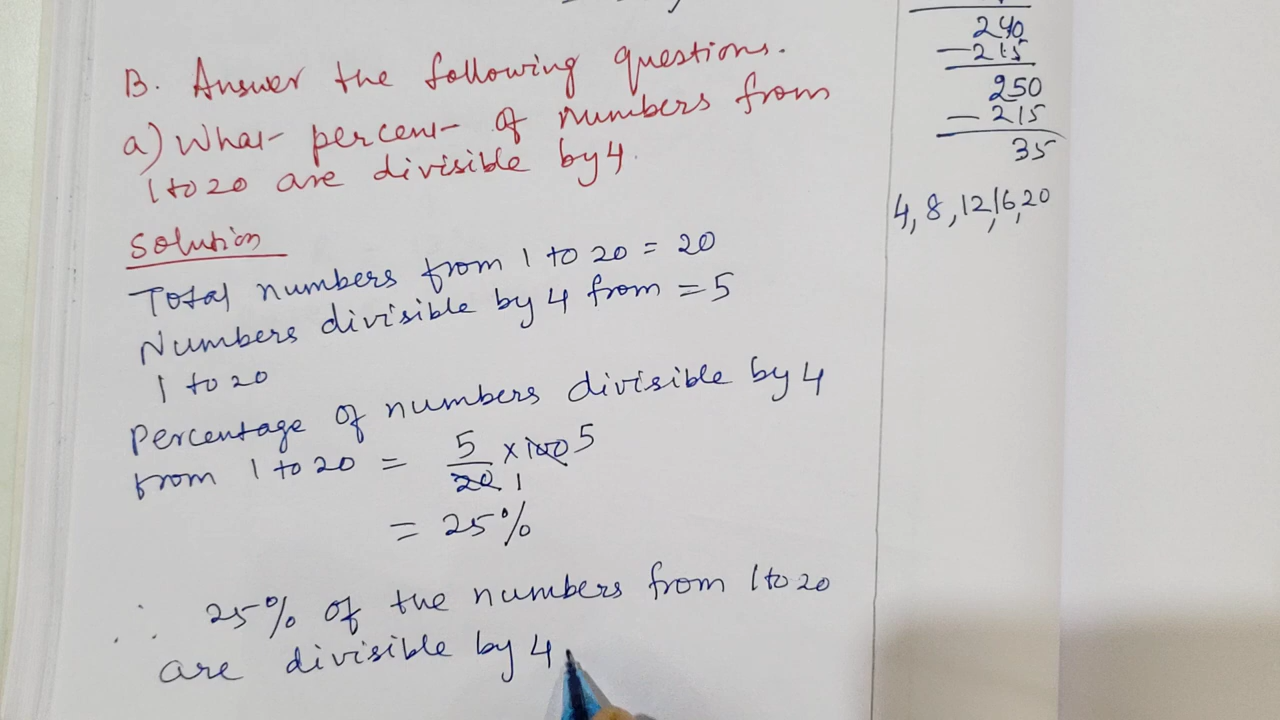 B. Answer the following questions.
a) What percent of numbers from
1 to 20 are divisible by 4.
Solution
Total numbers from 1 to 20 = 20
Numbers divisible by 4 from = 5
1 to 20
Percentage of numbers divisible by 4
from 1 to 20 = 5/20 × 100 5
1
= 25%
∴ 25% of the numbers from 1 to 20
are divisible by 4
240
- 215
250
- 215
35
4, 8, 12, 16, 20